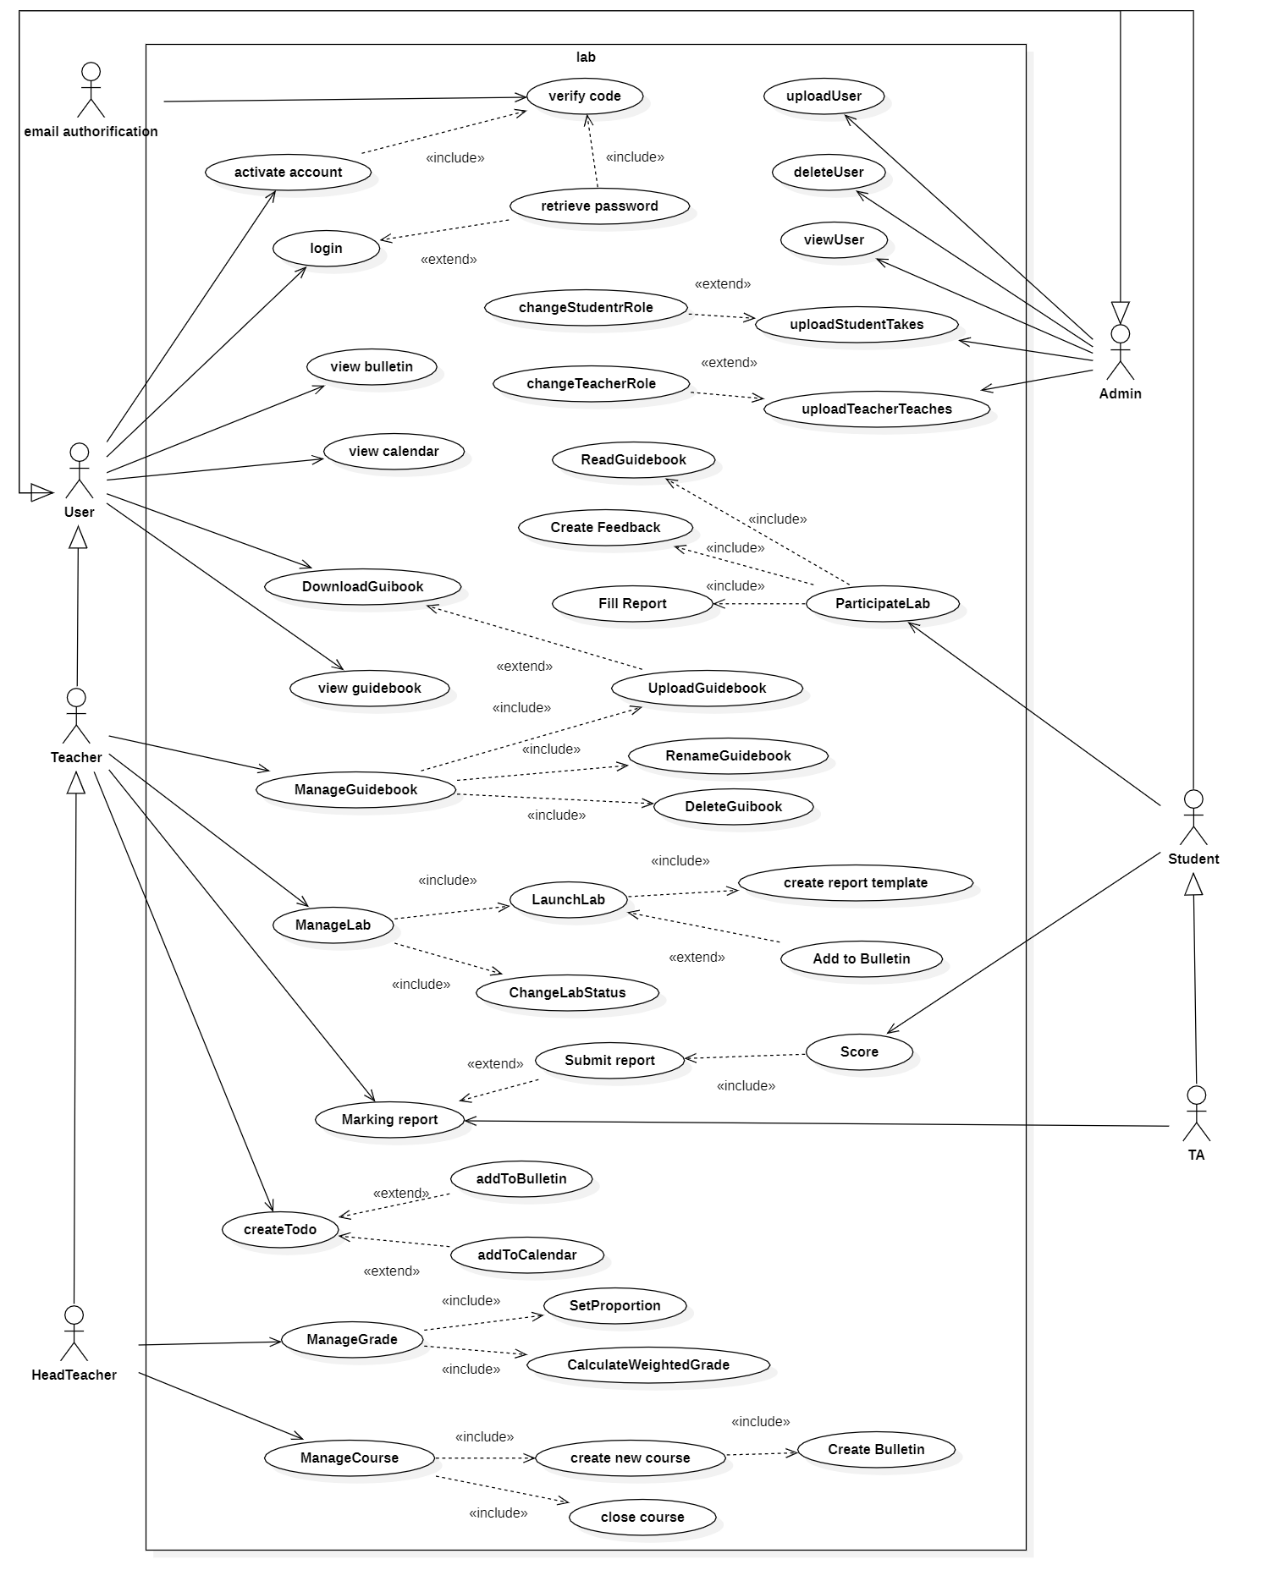 lab
verify code
uploadUser
email authorification
«include»
«include»
activate account
deleteUser
retrieve password
login
viewUser
«extend»
«extend»
changeStudentrRole
uploadStudentTakes
view bulletin
«extend»
changeTeacherRole
Admin
uploadTeacherTeaches
view calendar
ReadGuidebook
User
«include»
Create Feedback
«include»
DownloadGuibook
«include»
Fill Report
ParticipateLab
«extend»
view guidebook
UploadGuidebook
«include»
Teacher
«include»
RenameGuidebook
ManageGuidebook
DeleteGuibook
«include»
Student
«include»
«include»
create report template
LaunchLab
ManageLab
«extend»
Add to Bulletin
«include»
ChangeLabStatus
Score
Submit report
«extend»
«include»
Marking report
TA
addToBulletin
«extend»
createTodo
addToCalendar
«extend»
«include»
SetProportion
ManageGrade
HeadTeacher
«include»
CalculateWeightedGrade
«include»
«include»
ManageCourse
create new course
Create Bulletin
«include»
close course